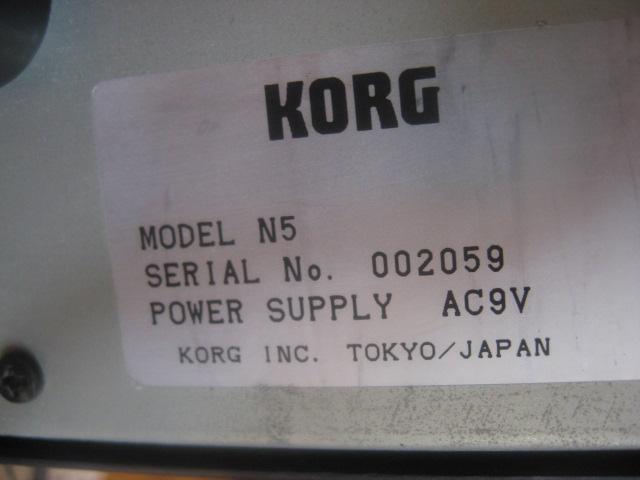 KORG
MODEL N5
SERIAL No. 002059
POWER SUPPLY AC9V
KORG INC. TOKYO/JAPAN